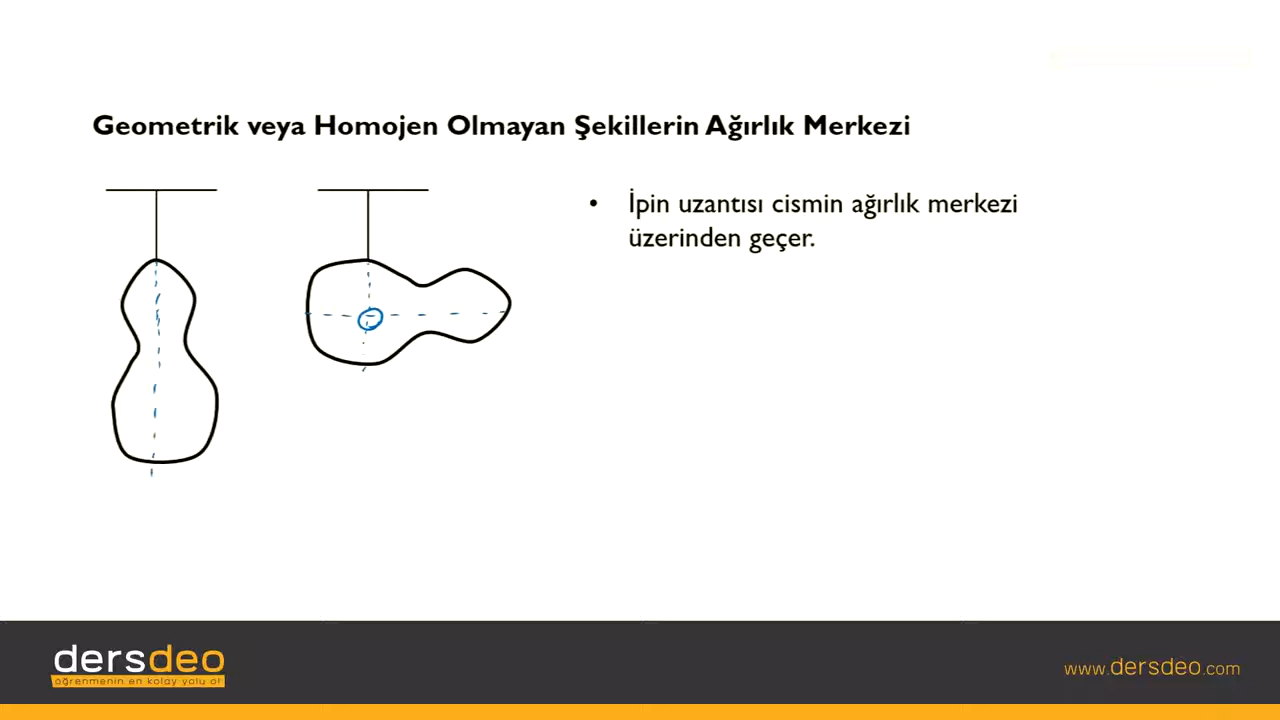 Geometrik veya Homojen Olmayan Şekillerin Ağırlık Merkezi
• İpin uzantısı cismin ağırlık merkezi
üzerinden geçer.
dersdeo
öğrenmenin en kolay yolu ol
www.dersdeo.com